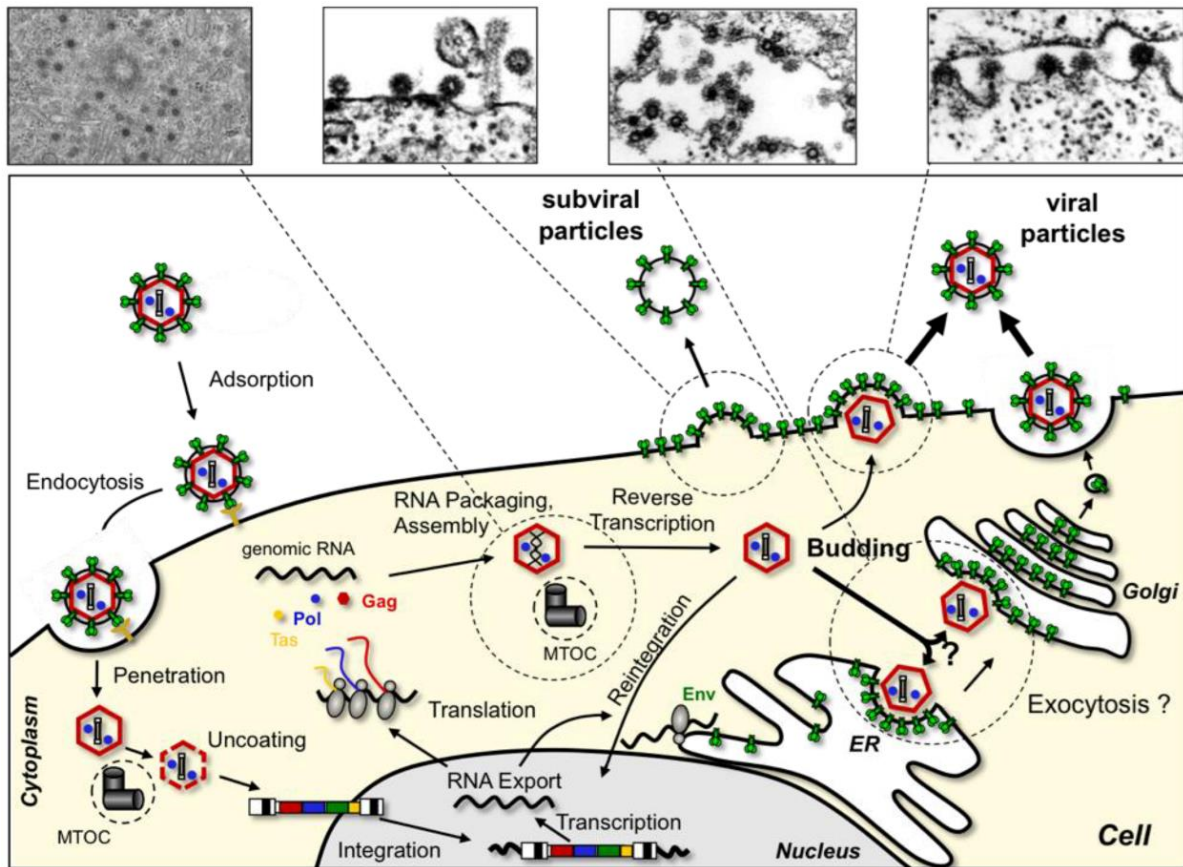 subviral
particles
viral
particles
Adsorption
Endocytosis
RNA Packaging,
Assembly
Reverse
Transcription
genomic RNA
Budding
Gag
Pol
Tas
MTOC
Golgi
Reintegration
?
Penetration
Env
Translation
Exocytosis ?
Cytoplasm
Uncoating
ER
RNA Export
MTOC
Transcription
Integration
Nucleus
Cell